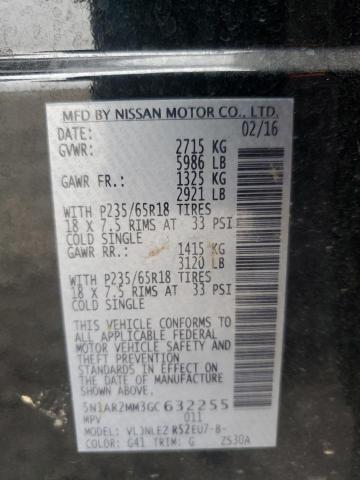 MFD BY NISSAN MOTOR CO., LTD.
DATE: 02/16
GVWR: 2715 KG
5986 LB
GAWR FR.: 1325 KG
2921 LB
WITH P235/65R18 TIRES
18 X 7.5 RIMS AT 33 PSI
COLD SINGLE
GAWR RR.: 1415 KG
3120 LB
WITH P235/65R18 TIRES
18 X 7.5 RIMS AT 33 PSI
COLD SINGLE
THIS VEHICLE CONFORMS TO
ALL APPLICABLE FEDERAL
MOTOR VEHICLE SAFETY AND
THEFT PREVENTION
STANDARDS IN EFFECT ON
THE DATE OF MANUFACTURE
SHOWN ABOVE.
5N1AR2MM3GC632255
MPV 011
MODEL: VLJNLEZ R52EU7-B-
COLOR: G41 TRIM: G ZS30A